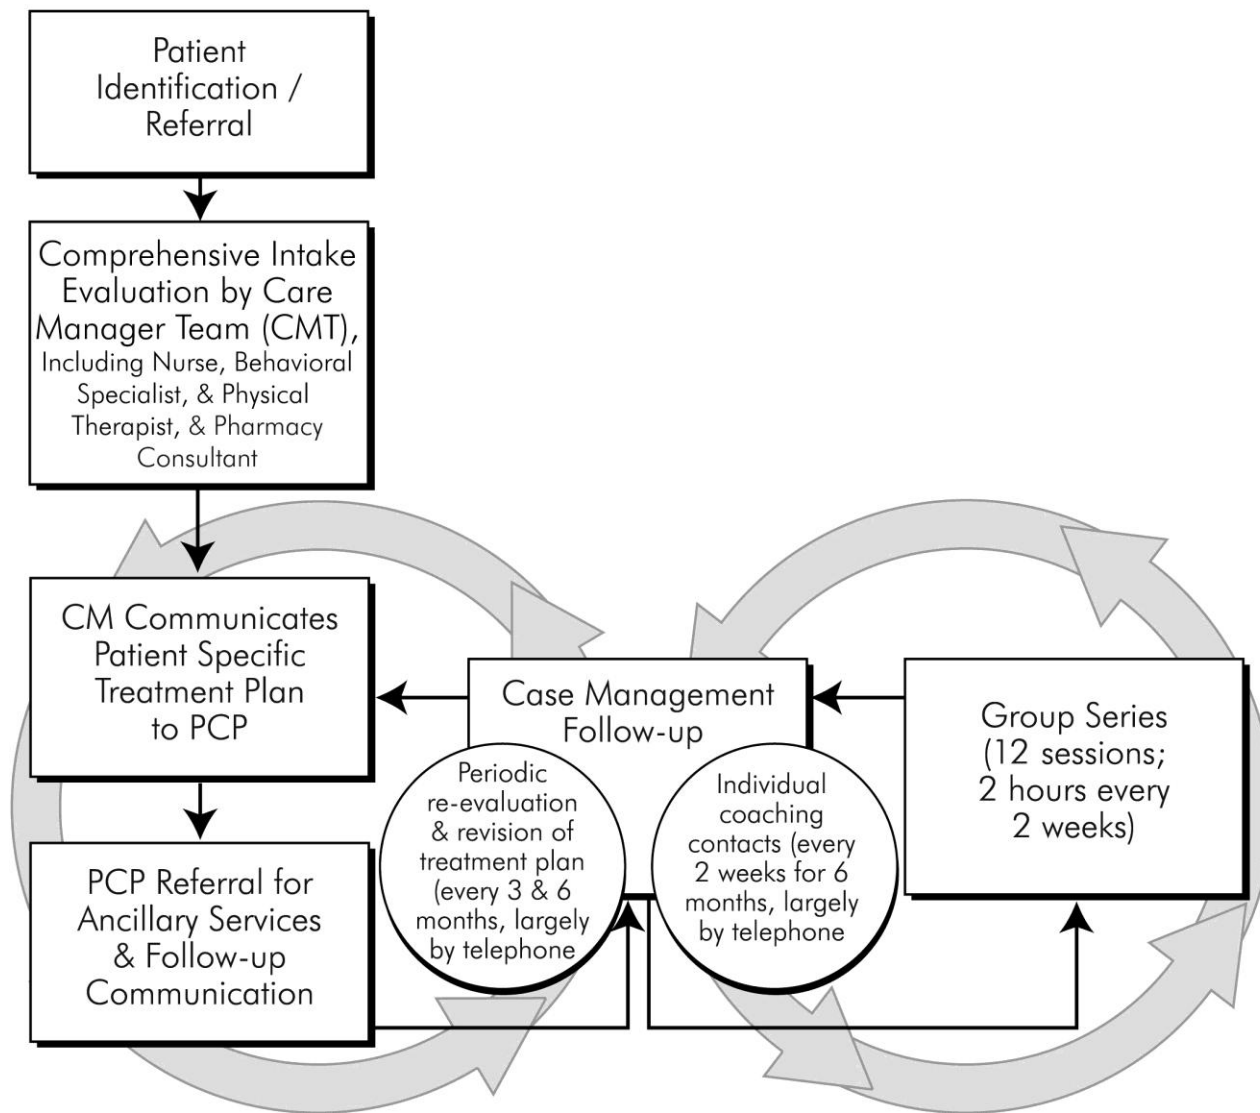 Patient
Identification /
Referral
Comprehensive Intake
Evaluation by Care
Manager Team (CMT),
Including Nurse, Behavioral
Specialist, & Physical
Therapist, & Pharmacy
Consultant
CM Communicates
Patient Specific
Treatment Plan
to PCP
PCP Referral for
Ancillary Services
& Follow-up
Communication
Case Management
Follow-up
Periodic
re-evaluation
& revision of
treatment plan
(every 3 & 6
months, largely
by telephone
Individual
coaching
contacts (every
2 weeks for 6
months, largely
by telephone
Group Series
(12 sessions;
2 hours every
2 weeks)